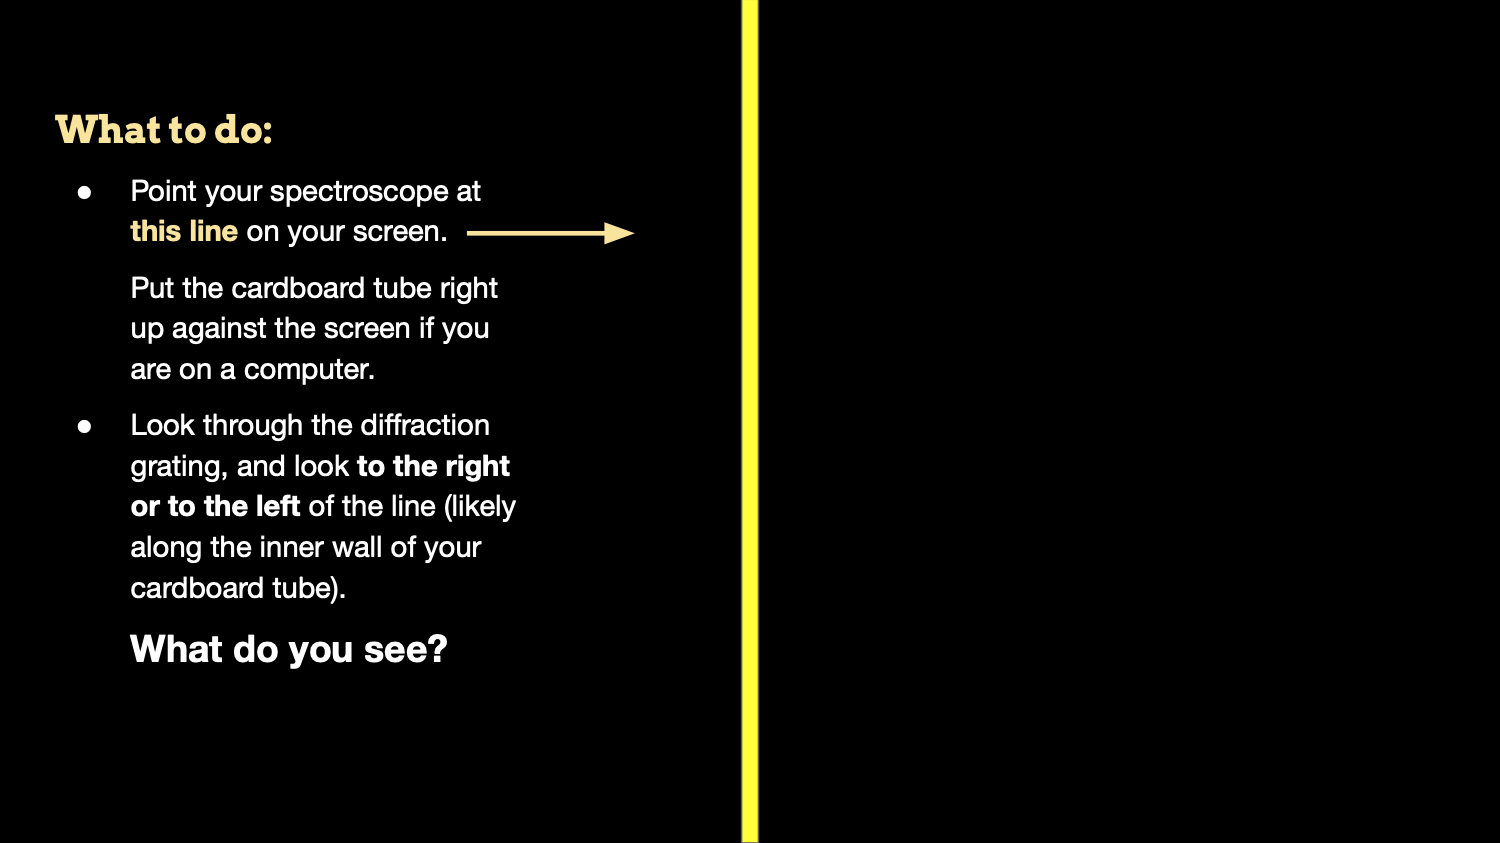 What to do:
● Point your spectroscope at
this line on your screen.
Put the cardboard tube right
up against the screen if you
are on a computer.
● Look through the diffraction
grating, and look to the right
or to the left of the line (likely
along the inner wall of your
cardboard tube).
What do you see?